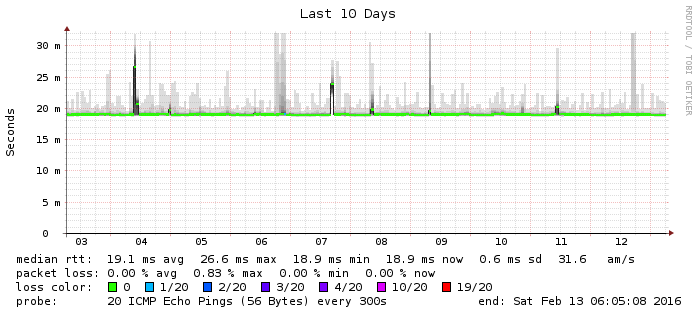 Last 10 Days
RRDTOOL / TOBI OETIKER
Seconds
30 m
25 m
20 m
15 m
10 m
5 m
0
03 04 05 06 07 08 09 10 11 12
median rtt: 19.1 ms avg 26.6 ms max 18.9 ms min 18.9 ms now 0.6 ms sd 31.6 am/s
packet loss: 0.00 % avg 0.83 % max 0.00 % min 0.00 % now
loss color: 0 1/20 2/20 3/20 4/20 10/20 19/20
probe: 20 ICMP Echo Pings (56 Bytes) every 300s end: Sat Feb 13 06:05:08 2016